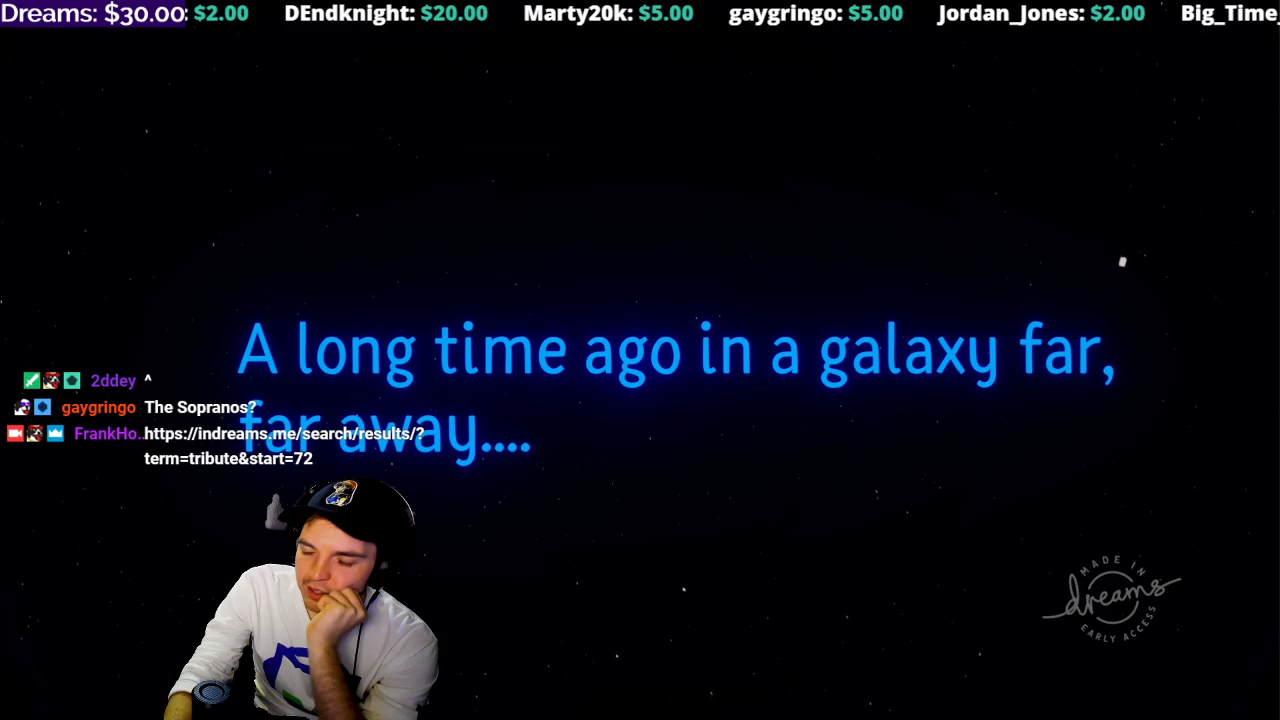 Dreams: $30.00: $2.00 DEndknight: $20.00 Marty20k: $5.00 gaygringo: $5.00 Jordan_Jones: $2.00 Big_Time_
A long time ago in a galaxy far,
far away....
2ddey ^
gaygringo The Sopranos?
FrankHo... https://indreams.me/search/results/?
term=tribute&start=72
MADE IN
dreams
EARLY ACCESS